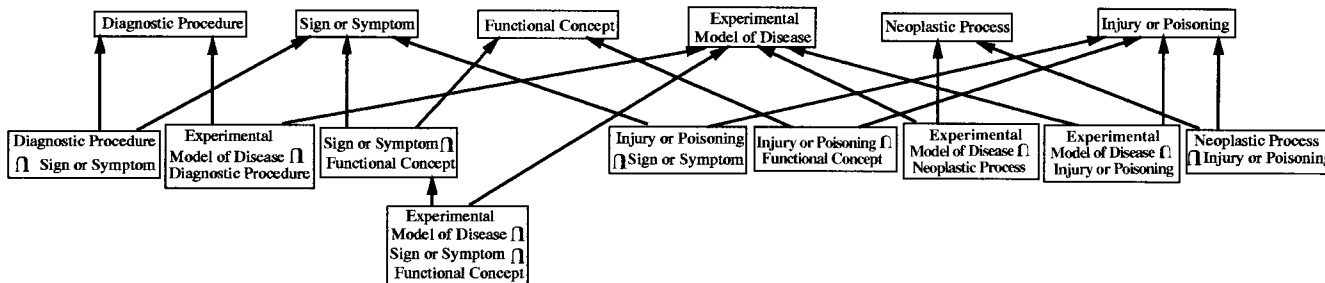 Diagnostic Procedure
Sign or Symptom
Functional Concept
Experimental
Model of Disease
Neoplastic Process
Injury or Poisoning
Diagnostic Procedure
⋂ Sign or Symptom
Experimental
Model of Disease ⋂
Diagnostic Procedure
Sign or Symptom ⋂
Functional Concept
Injury or Poisoning
⋂ Sign or Symptom
Injury or Poisoning ⋂
Functional Concept
Experimental
Model of Disease ⋂
Neoplastic Process
Experimental
Model of Disease ⋂
Injury or Poisoning
Neoplastic Process
⋂ Injury or Poisoning
Experimental
Model of Disease ⋂
Sign or Symptom ⋂
Functional Concept